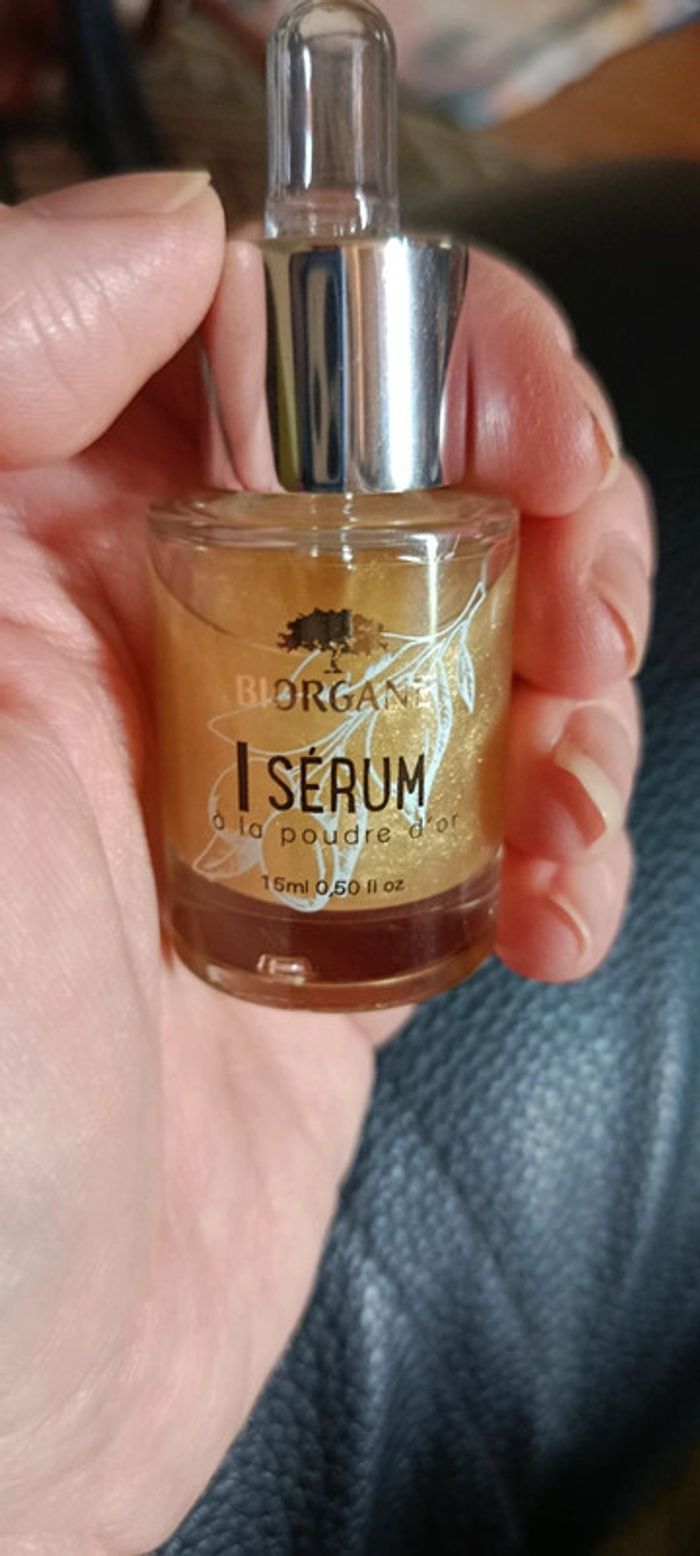 BIORGANE
SÉRUM
à la poudre d'or
15ml 0,50 fl oz